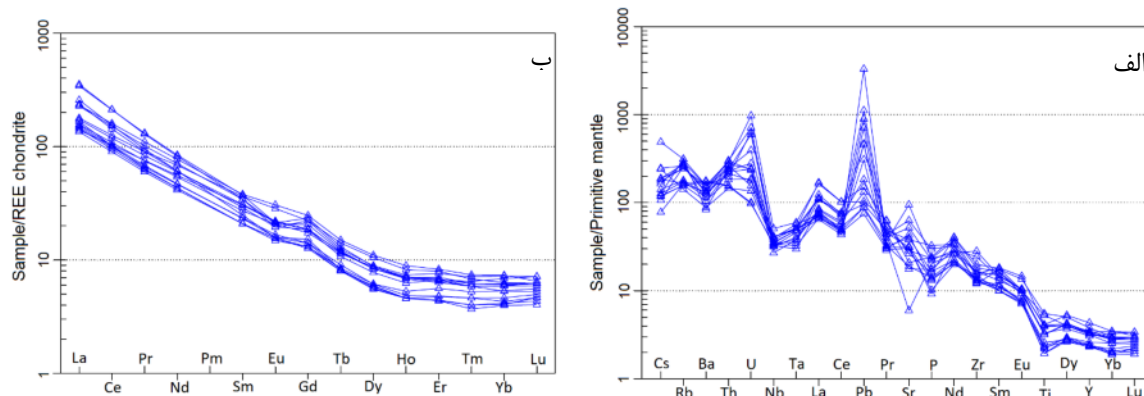 ب
1000
100
10
1
Sample/REE chondrite
La Pr Pm Eu Tb Ho Tm Lu
Ce Nd Sm Gd Dy Er Yb
الف
10000
1000
100
10
1
Sample/Primitive mantle
Cs Ba U Ta Ce Pr P Zr Eu Dy Yb
Rb Th Nb La Pb Sr Nd Sm Ti Y Lu